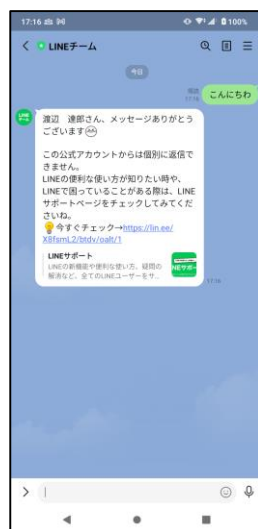 17:16
100%
LINEチーム
今日
既読
17:16
こんにちわ
渡辺 達郎さん、メッセージありがとう
ございます
この公式アカウントからは個別に返信で
きません。
LINEの便利な使い方が知りたい時や、
LINEで困っていることがある際は、LINE
サポートページをチェックしてみてくだ
さいね。
💡今すぐチェック→https://lin.ee/
X8fsmL2/btdv/oalt/1
LINEサポート
LINEの新機能や便利な使い方、疑問の
解消など、全てのLINEユーザーをサ...
17:16